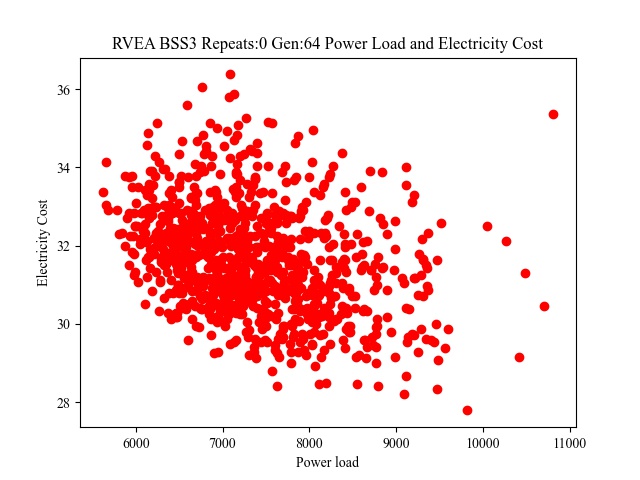 RVEA BSS3 Repeats:0 Gen:64 Power Load and Electricity Cost
36
34
32
30
28
Electricity Cost
6000 7000 8000 9000 10000 11000
Power load